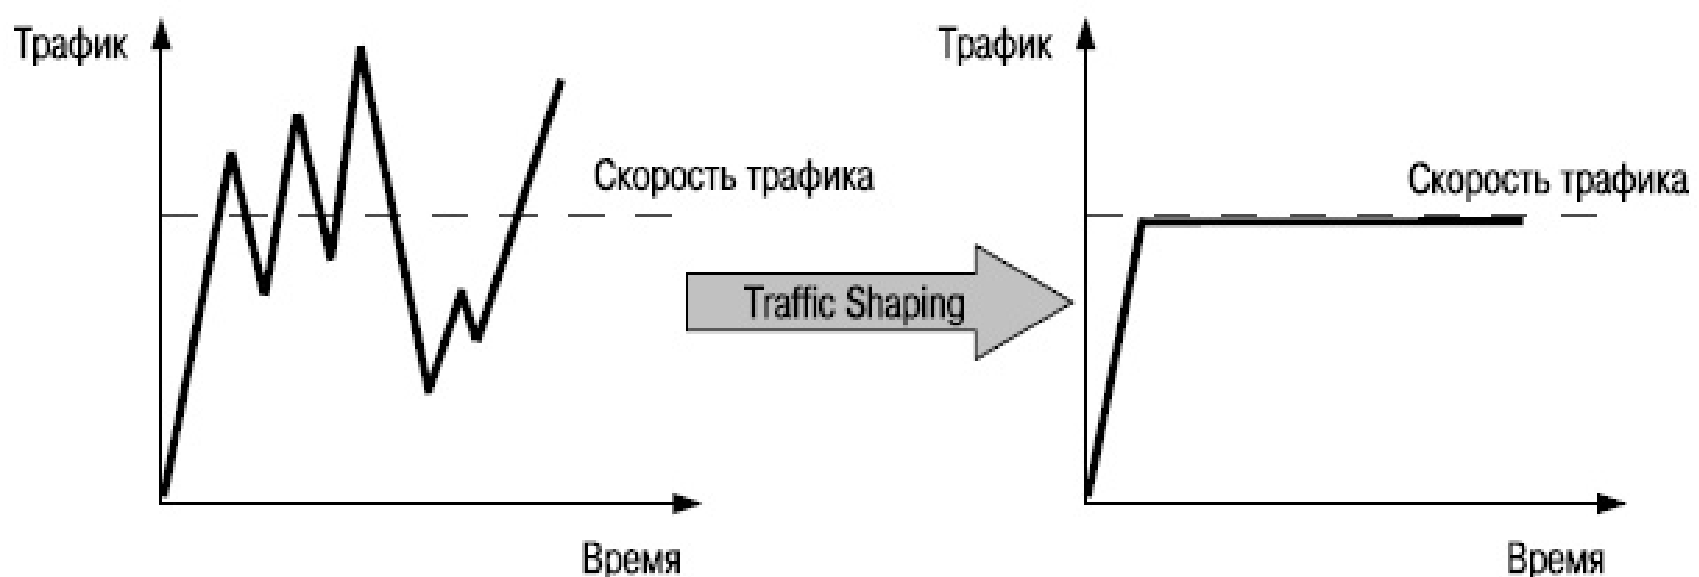 Трафик
Скорость трафика
Время
Traffic Shaping
Трафик
Скорость трафика
Время